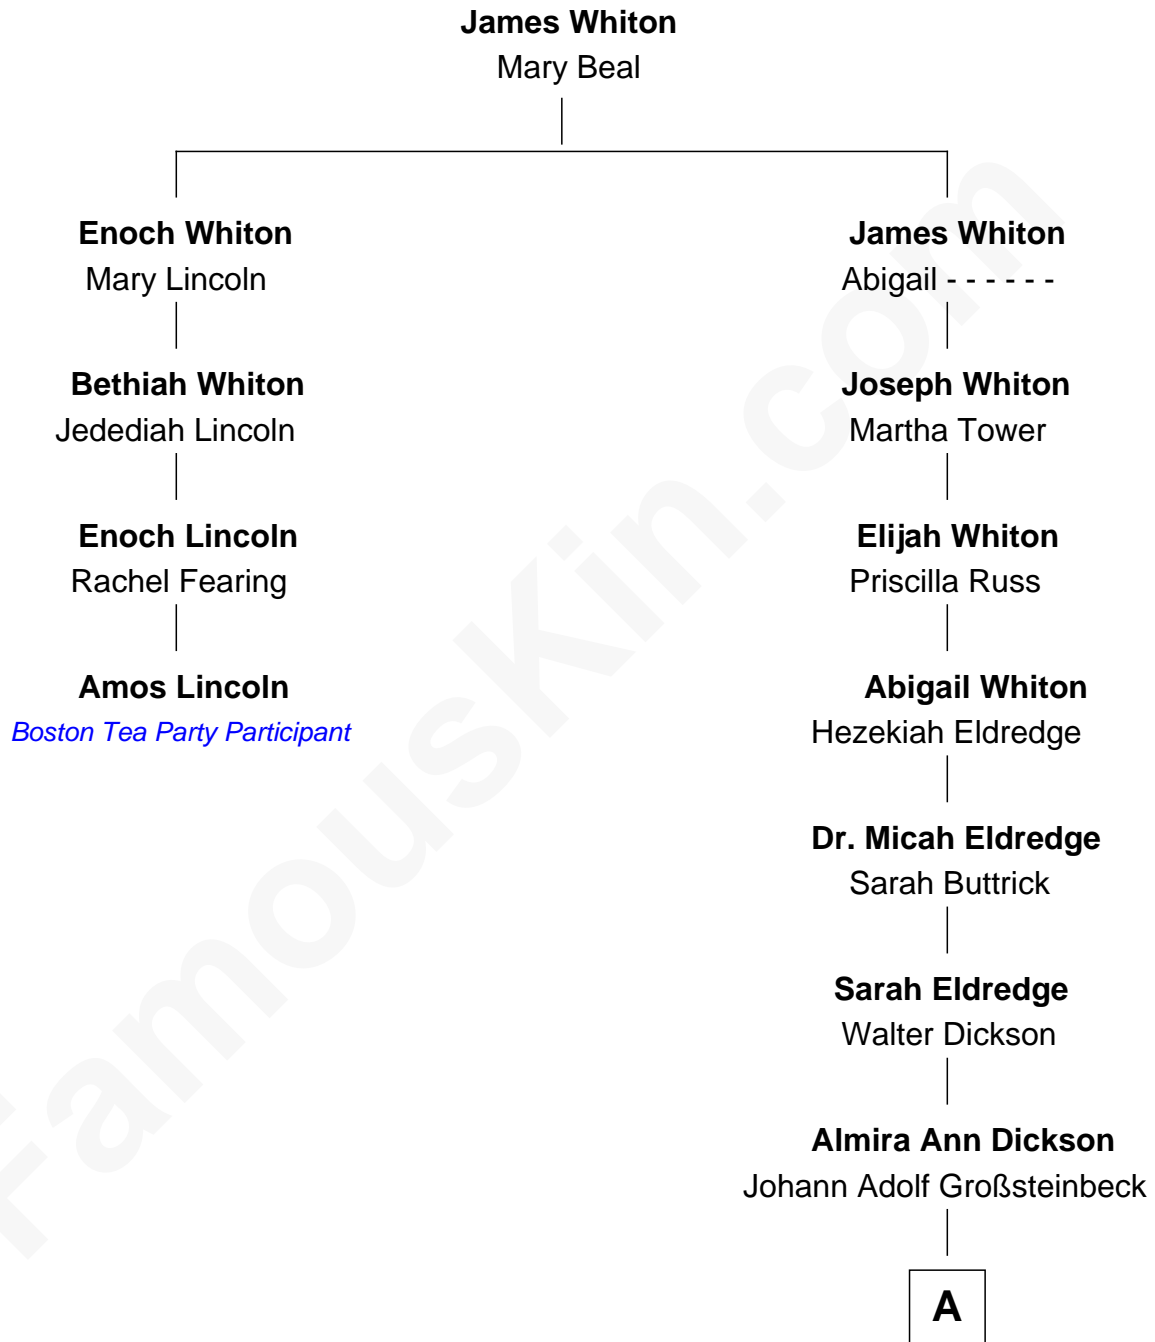 James Whiton
Mary Beal
Enoch Whiton
Mary Lincoln
James Whiton
Abigail - - - - - -
Bethiah Whiton
Jedediah Lincoln
Joseph Whiton
Martha Tower
Enoch Lincoln
Rachel Fearing
Elijah Whiton
Priscilla Russ
Amos Lincoln
Boston Tea Party Participant
Abigail Whiton
Hezekiah Eldredge
Dr. Micah Eldredge
Sarah Buttrick
Sarah Eldredge
Walter Dickson
Almira Ann Dickson
Johann Adolf Großsteinbeck
A
FamousKin.com